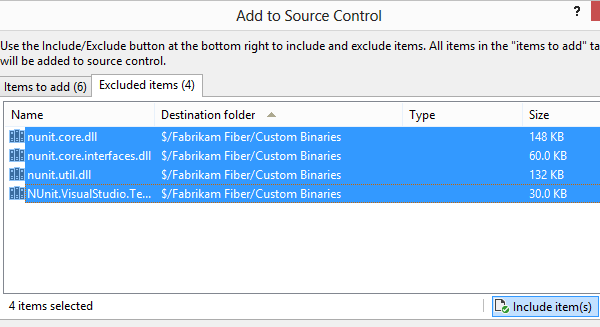 Add to Source Control
?
Use the Include/Exclude button at the bottom right to include and exclude items. All items in the "items to add" ta
will be added to source control.
Items to add (6) Excluded items (4)
Name Destination folder Type Size
nunit.core.dll $/Fabrikam Fiber/Custom Binaries 148 KB
nunit.core.interfaces.dll $/Fabrikam Fiber/Custom Binaries 60.0 KB
nunit.util.dll $/Fabrikam Fiber/Custom Binaries 132 KB
NUnit.VisualStudio.Te... $/Fabrikam Fiber/Custom Binaries 30.0 KB
4 items selected Include item(s)